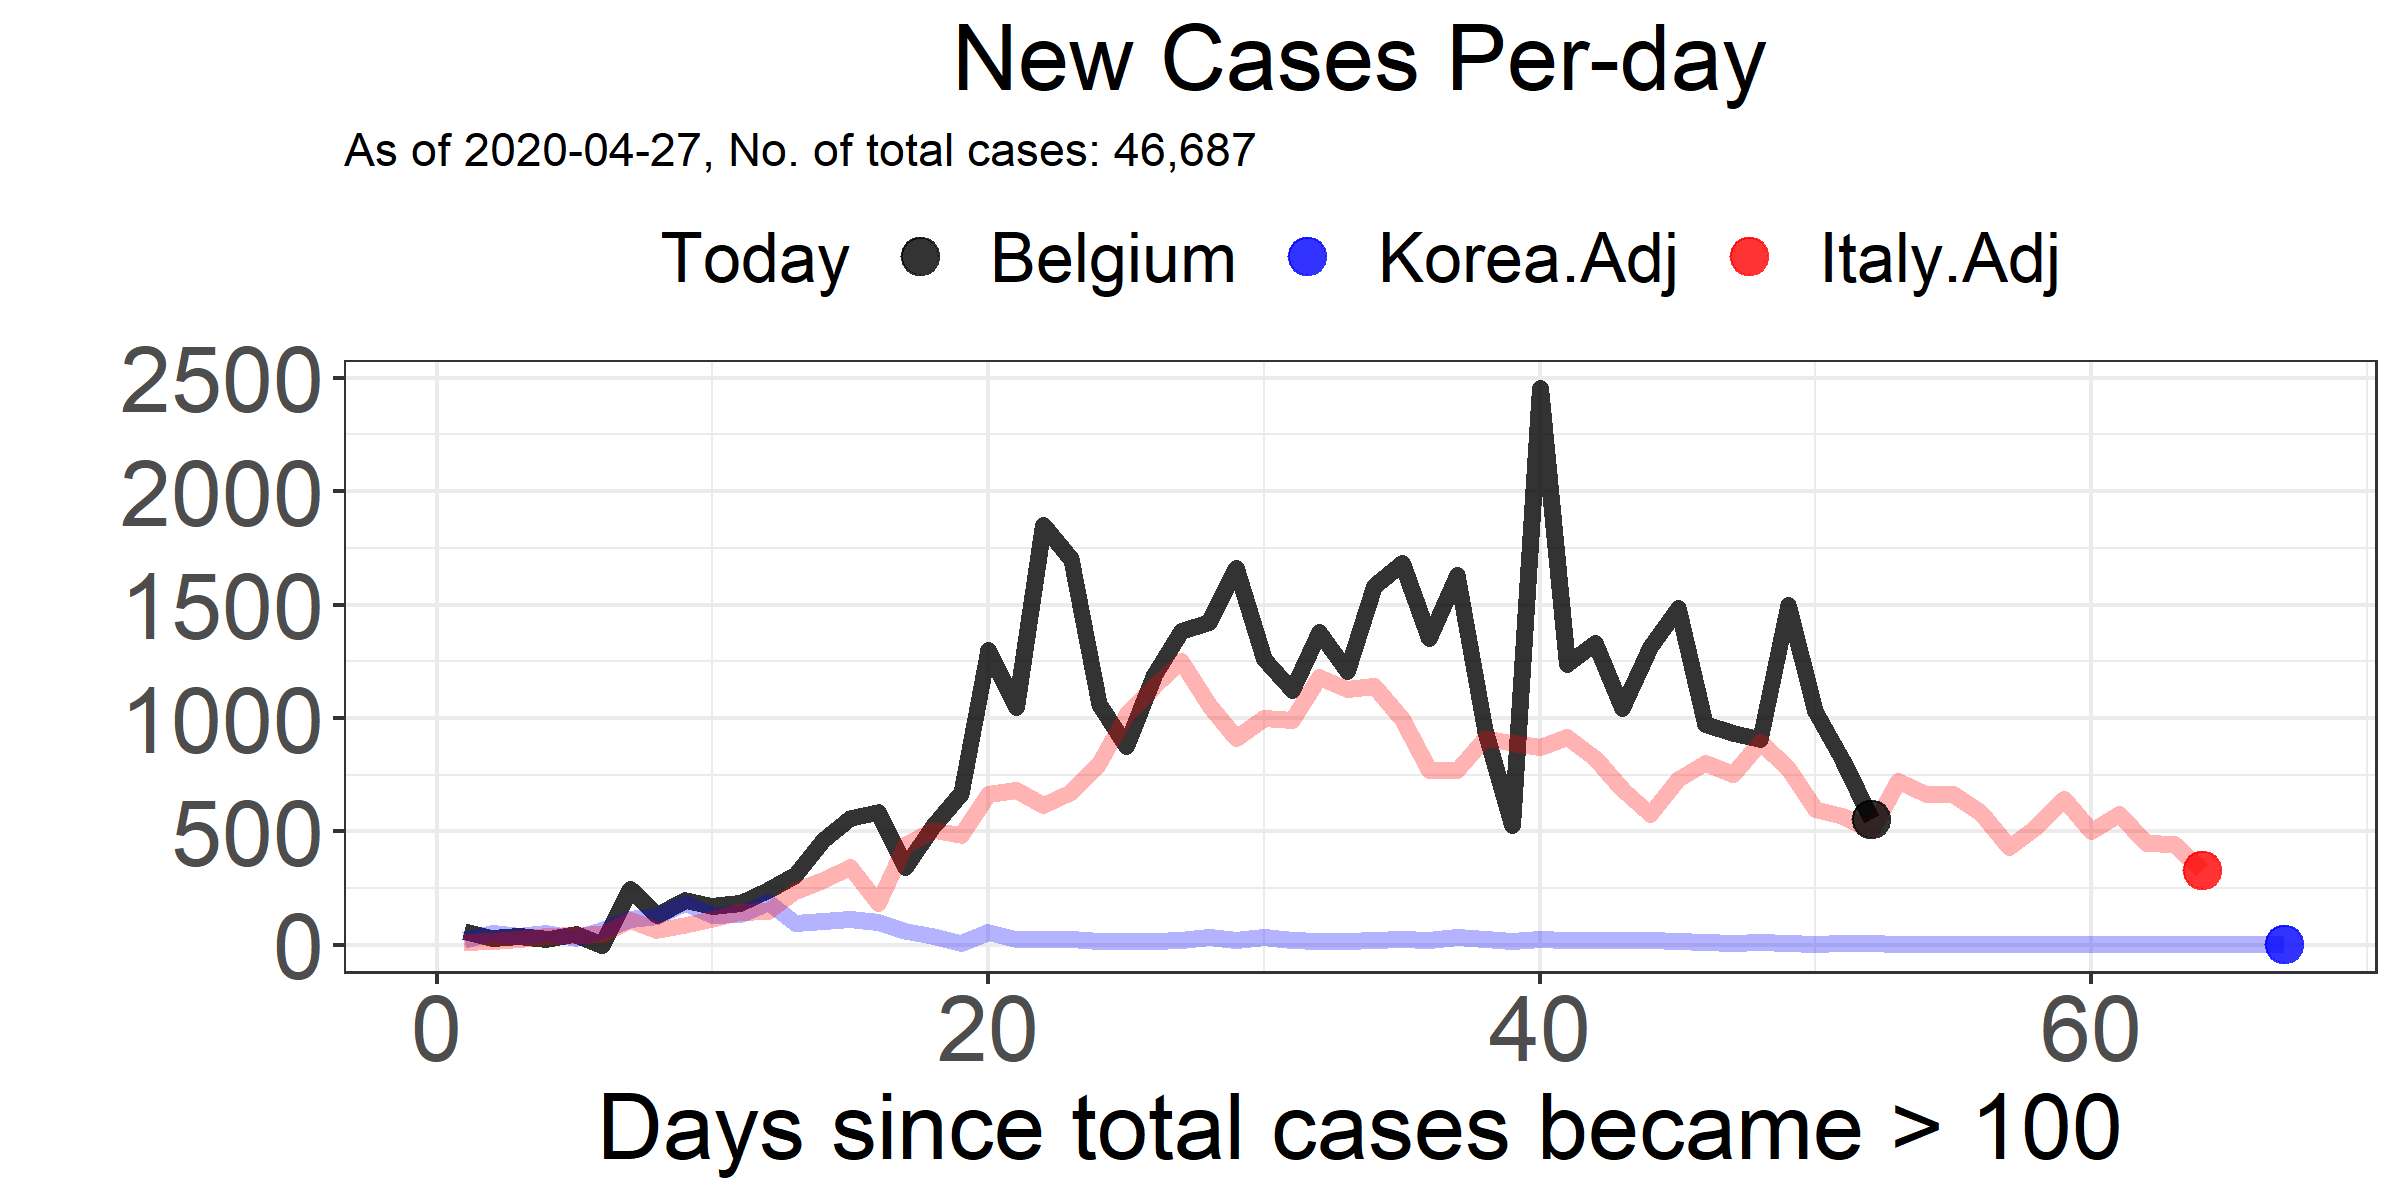 New Cases Per-day
As of 2020-04-27, No. of total cases: 46,687
Today Belgium Korea.Adj Italy.Adj
2500
2000
1500
1000
500
0
0 20 40 60
Days since total cases became > 100